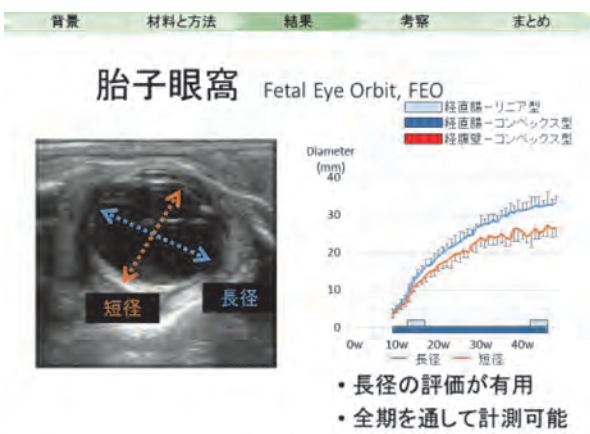 背景 材料と方法 結果 考察 まとめ
胎子眼窩 Fetal Eye Orbit, FEO
経直腸－リニア型
経直腸－コンベックス型
経腹壁－コンベックス型
Diameter
(mm)
40
30
20
10
0
0w 10w 20w 30w 40w
長径 短径
短径
長径
・長径の評価が有用
・全期を通して計測可能